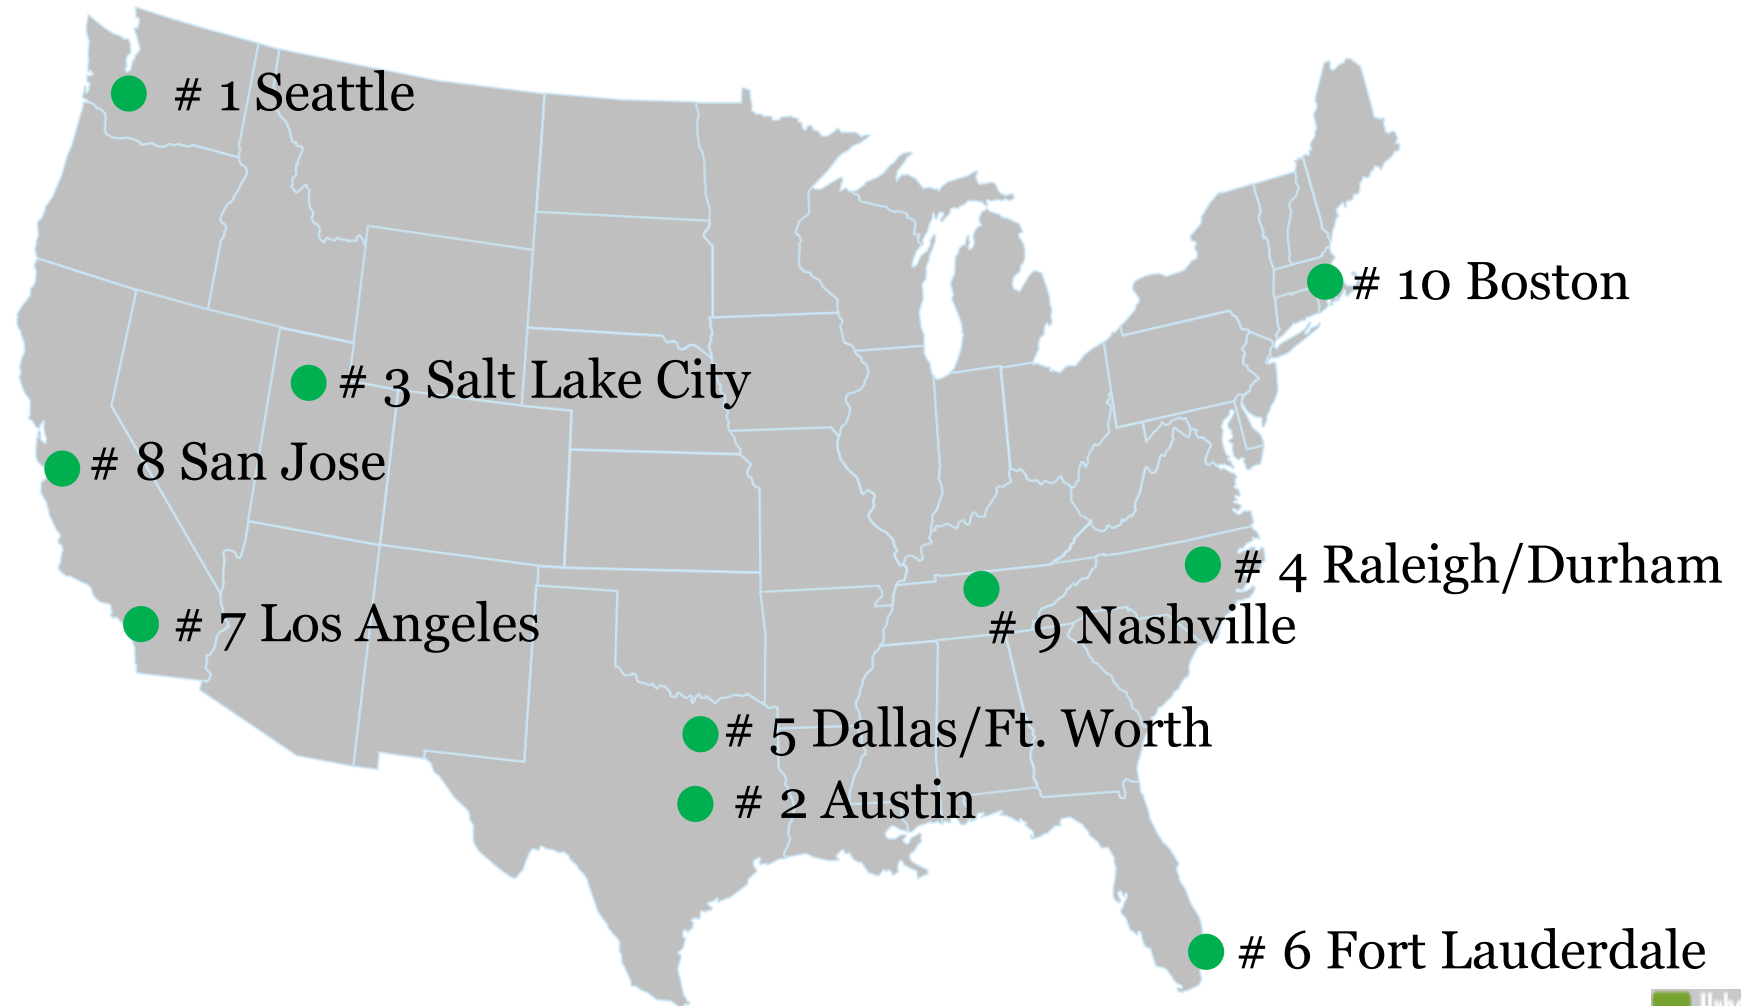 # 1 Seattle
# 10 Boston
# 3 Salt Lake City
# 8 San Jose
# 4 Raleigh/Durham
# 7 Los Angeles
# 9 Nashville
# 5 Dallas/Ft. Worth
# 2 Austin
# 6 Fort Lauderdale